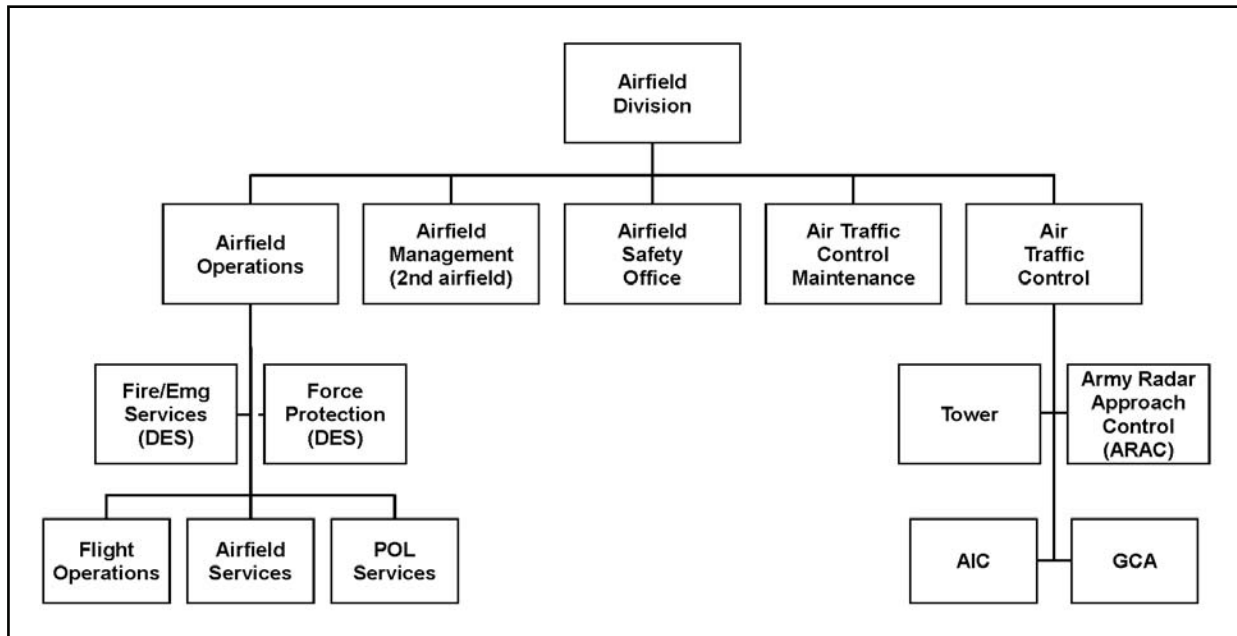 Airfield
Division
Airfield
Operations
Airfield
Management
(2nd airfield)
Airfield
Safety
Office
Air Traffic
Control
Maintenance
Air
Traffic
Control
Fire/Emg
Services
(DES)
Force
Protection
(DES)
Tower
Army Radar
Approach
Control
(ARAC)
Flight
Operations
Airfield
Services
POL
Services
AIC
GCA